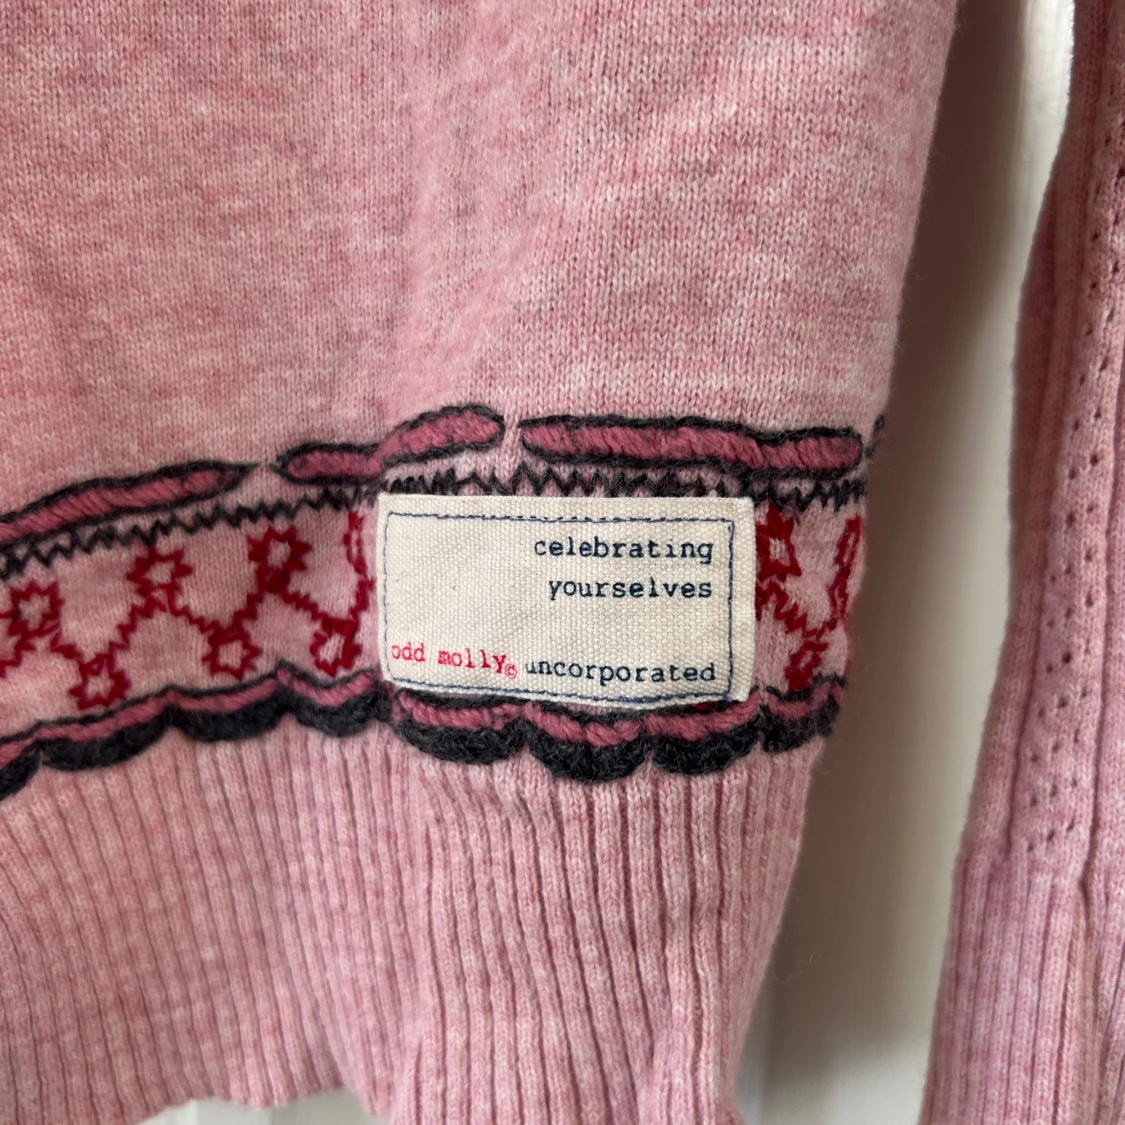 celebrating
yourselves
odd molly© uncorporated